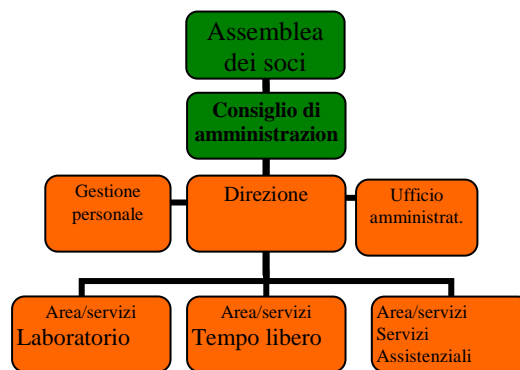 Assemblea
dei soci
Consiglio di
amministrazion
Gestione
personale
Direzione
Ufficio
amministrat.
Area/servizi
Laboratorio
Area/servizi
Tempo libero
Area/servizi
Servizi
Assistenziali